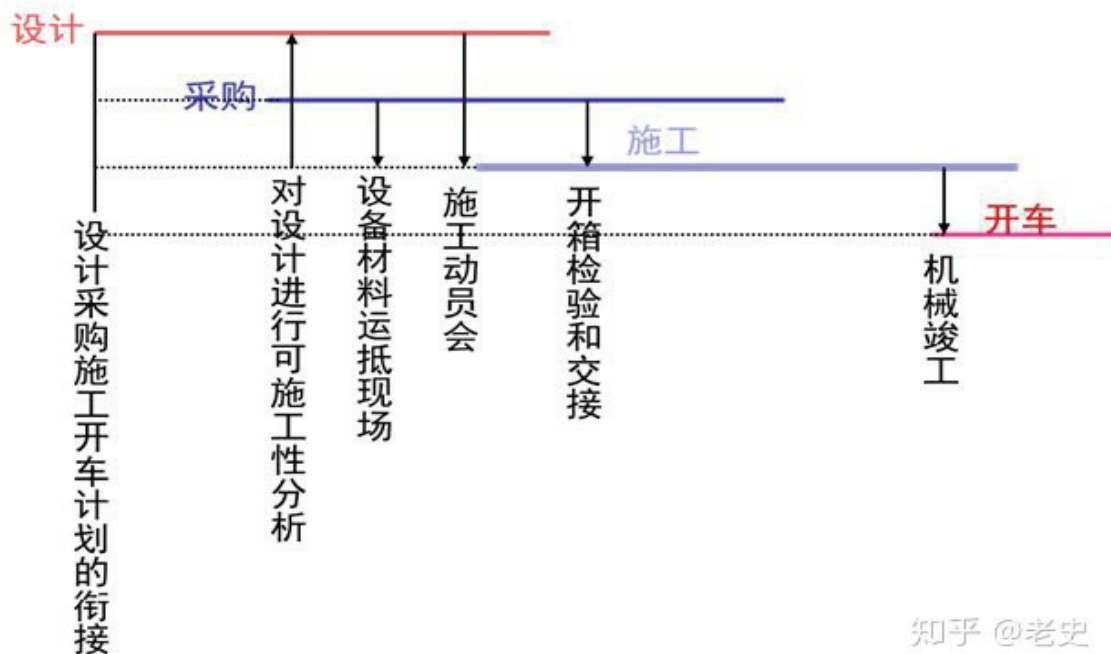 设计
采购
施工
开车
设计采购施工开车计划的衔接
对设计进行可施工性分析
设备材料运抵现场
施工动员会
开箱检验和交接
机械竣工
知乎 @老史